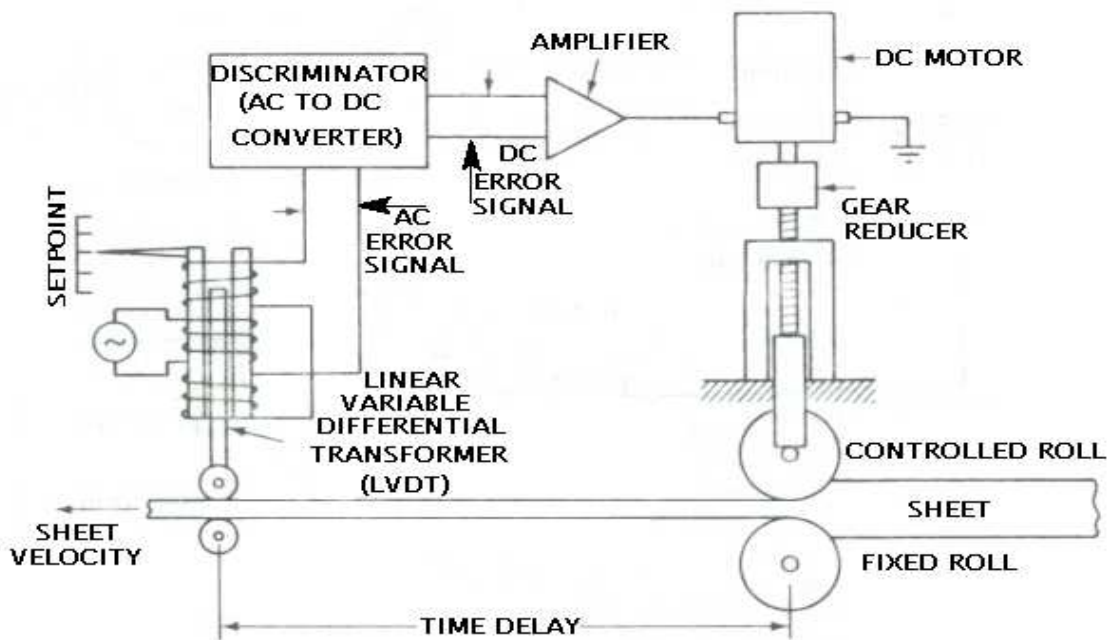 AMPLIFIER
DC MOTOR
DISCRIMINATOR
(AC TO DC
CONVERTER)
DC
ERROR
SIGNAL
GEAR
REDUCER
AC
ERROR
SIGNAL
SETPOINT
~
LINEAR
VARIABLE
DIFFERENTIAL
TRANSFORMER
(LVDT)
CONTROLLED ROLL
SHEET
SHEET
VELOCITY
FIXED ROLL
TIME DELAY